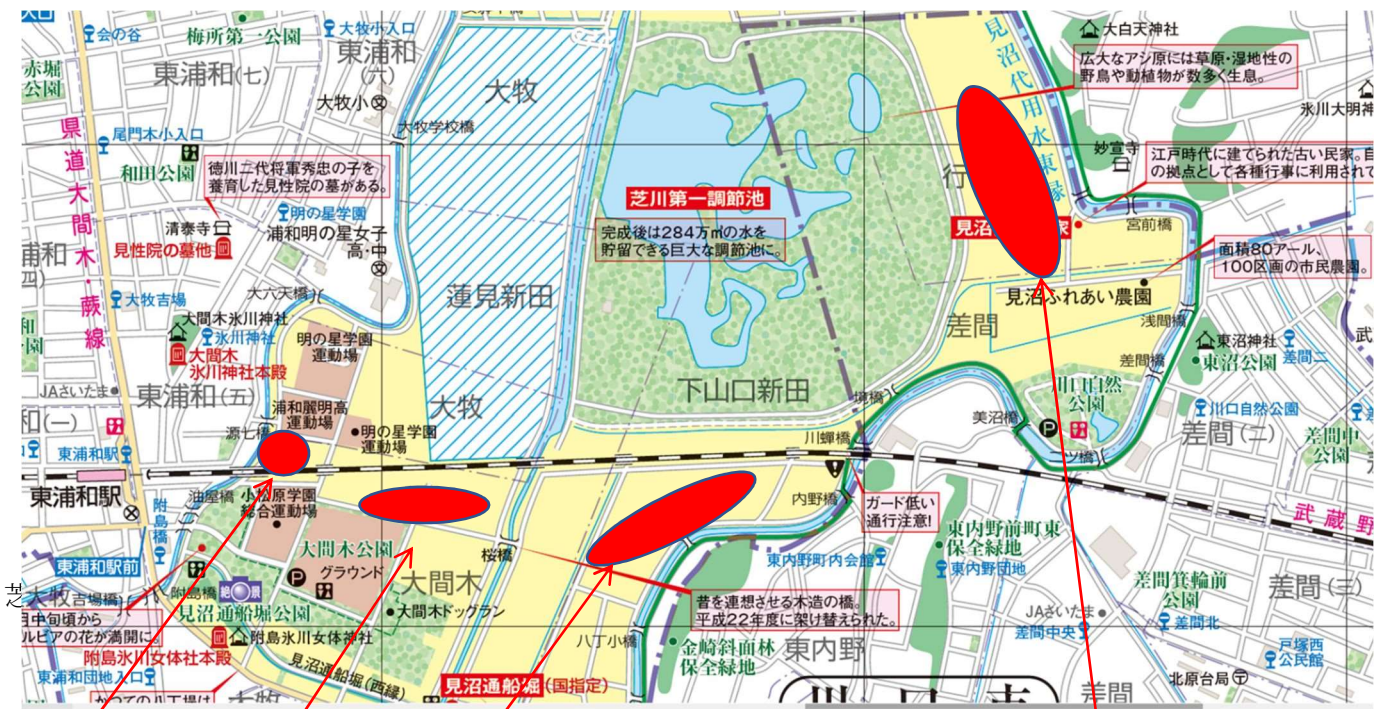 会の谷
梅所第一公園
大牧小入口
東浦和(七)
東浦和
(六)
大牧小
大牧学校橋
大牧
赤堀
公園
県道大間木・蕨線
尾間木小入口
和田公園
徳川二代将軍秀忠の子を
養育した見性院の墓がある。
清泰寺
見性院の墓他
明の星学園
浦和明の星女子
高・中
大六天橋
大牧吉場
大間木氷川神社
氷川神社
大間木
氷川神社本殿
明の星学園
運動場
JAさいたま
東浦和(五)
浦和麗明高
運動場
源七橋
明の星学園
運動場
蓮見新田
大牧
芝川第一調節池
完成後は284万㎥の水を
貯留できる巨大な調節池に。
下山口新田
見沼代用水東縁
大白天神社
広大なアシ原には草原・湿地性の
野鳥や動植物が数多く生息。
氷川大明神
妙宣寺
江戸時代に建てられた古い民家。自
の拠点として各種行事に利用されて
行
見沼
家
宮前橋
面積80アール、
100区画の市民農園。
見沼ふれあい農園
差間
浅間橋
東沼神社
東沼公園
差間二
差間橋
川口自然
公園
川口自然公園
差間(二)
差間中
公園
美沼橋
一ツ橋
境橋
川蟬橋
内野橋
ガード低い
通行注意!
東浦和駅
東浦和駅
油屋橋
附島橋
小松原学園
総合運動場
大間木公園
グラウンド
大間木
大間木ドッグラン
桜橋
東浦和駅前
芝
大牧
吉場橋
附島橋
絶景
見沼通船堀公園
月中旬頃から
ルビアの花が満開に。
附島氷川女体神社
附島氷川女体社本殿
東浦和団地入口
見沼通船堀(西縁)
かつての八丁場は
大牧
見沼通船堀(国指定)
八丁小橋
昔を連想させる木造の橋。
平成22年度に架け替えられた。
金崎斜面林
保全緑地
東内野
東内野町内会館
東内野前町東
保全緑地
東内野団地
武蔵野
差間箕輪前
公園
差間(三)
JAさいたま
差間中央
差間北
戸塚西
公民館
北原台局
差間